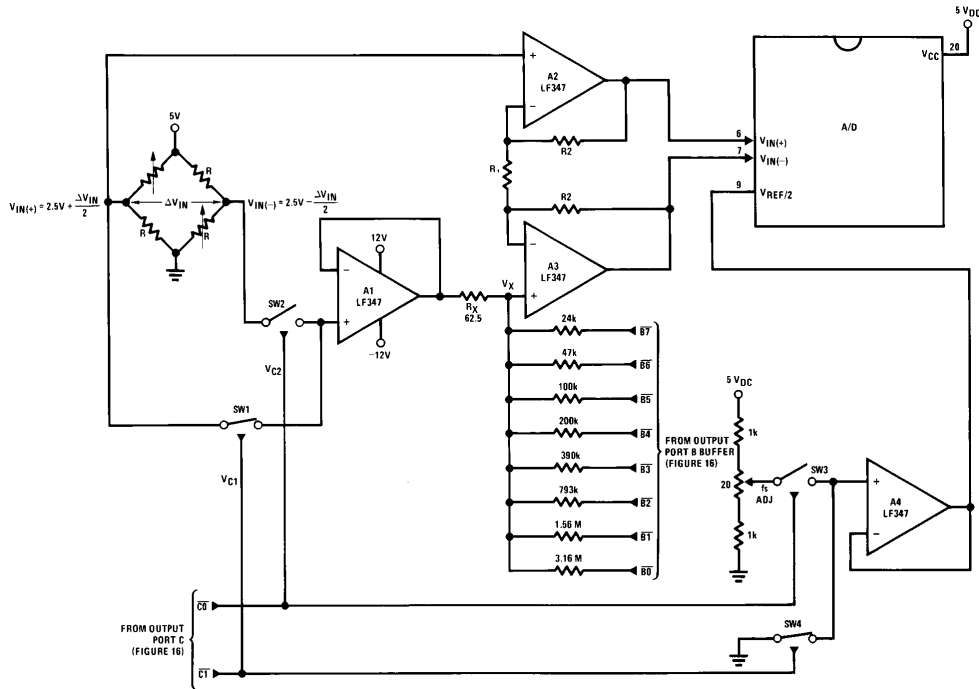 5 VDC
20
VCC
A/D
6
VIN(+)
7
VIN(−)
9
VREF/2
+
A2
LF347
−
R2
R2
−
A3
LF347
+
5V
R
R
R
VIN(+) = 2.5V + ΔVIN/2
ΔVIN
VIN(−) = 2.5V − ΔVIN/2
12V
−
A1
LF347
+
−12V
RX
62.5
VX
SW2
VC2
SW1
VC1
24k
B7
47k
B6
100k
B5
200k
B4
390k
B3
793k
B2
1.56 M
B1
3.16 M
B0
FROM OUTPUT
PORT B BUFFER
(FIGURE 16)
5 VDC
1k
20
fs
ADJ
1k
SW3
+
A4
LF347
−
SW4
FROM OUTPUT
PORT C
(FIGURE 16)
C0
C1